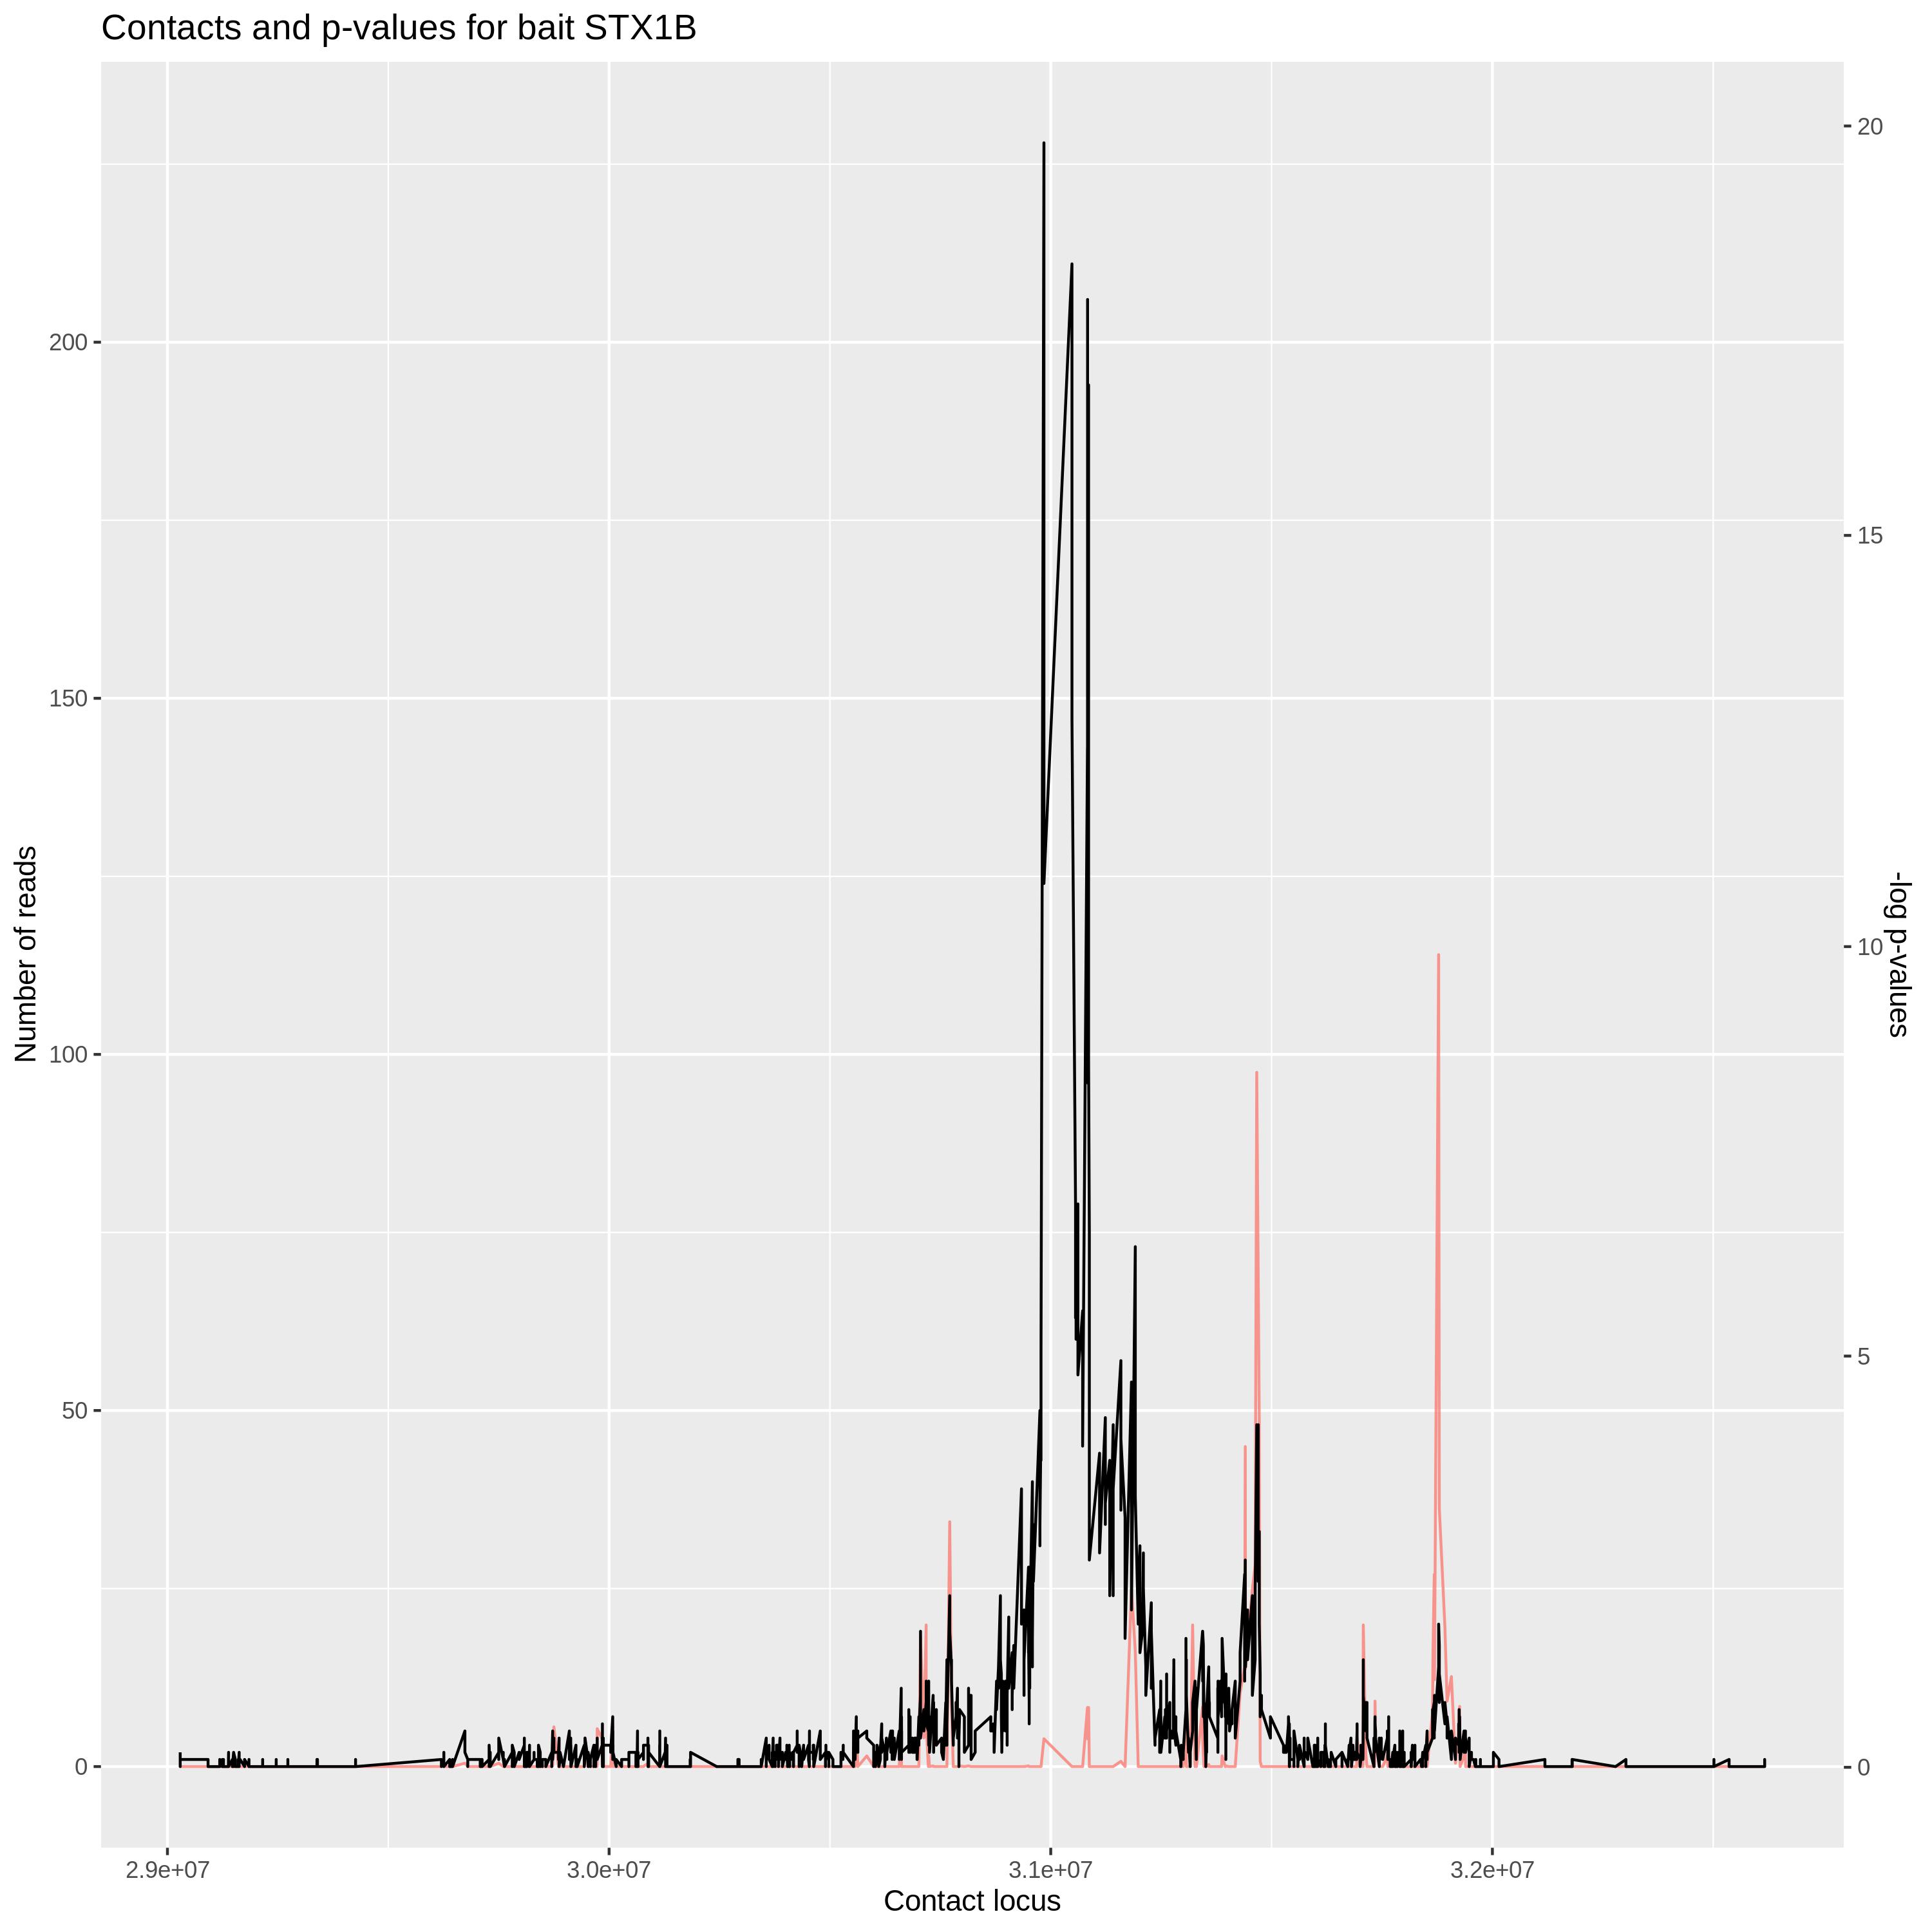 Contacts and p-values for bait STX1B
Number of reads
200
150
100
50
0
20
15
10
5
0
-log p-values
2.9e+07
3.0e+07
3.1e+07
3.2e+07
Contact locus